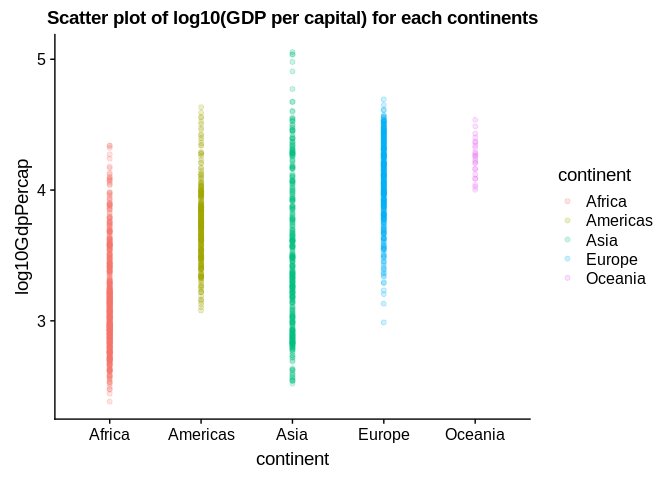 Scatter plot of log10(GDP per capital) for each continents
5
4
3
log10GdpPercap
Africa
Americas
Asia
Europe
Oceania
continent
continent
Africa
Americas
Asia
Europe
Oceania